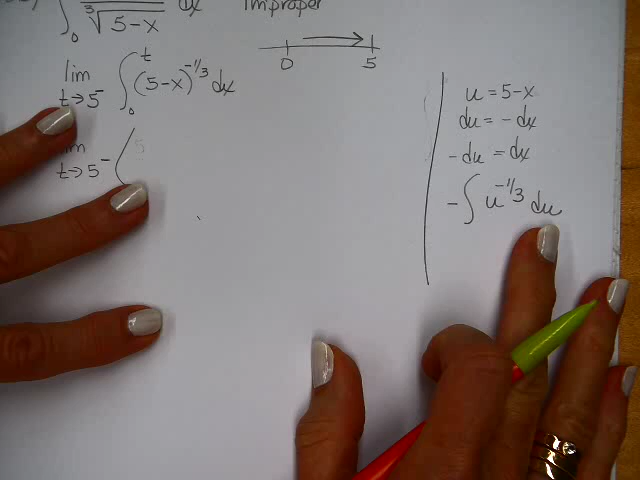 ∫₀ ∛(5-x) dx Improper
0 5
lim t→5⁻ ∫₀ᵗ (5-x)^(-1/3) dx
t→5⁻ (
u = 5-x
du = -dx
-du = dx
-∫ u^(-1/3) du